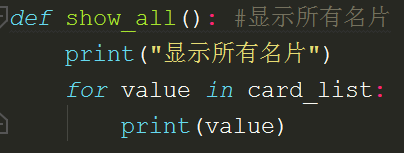 def show_all(): #显示所有名片
    print("显示所有名片")
    for value in card_list:
        print(value)